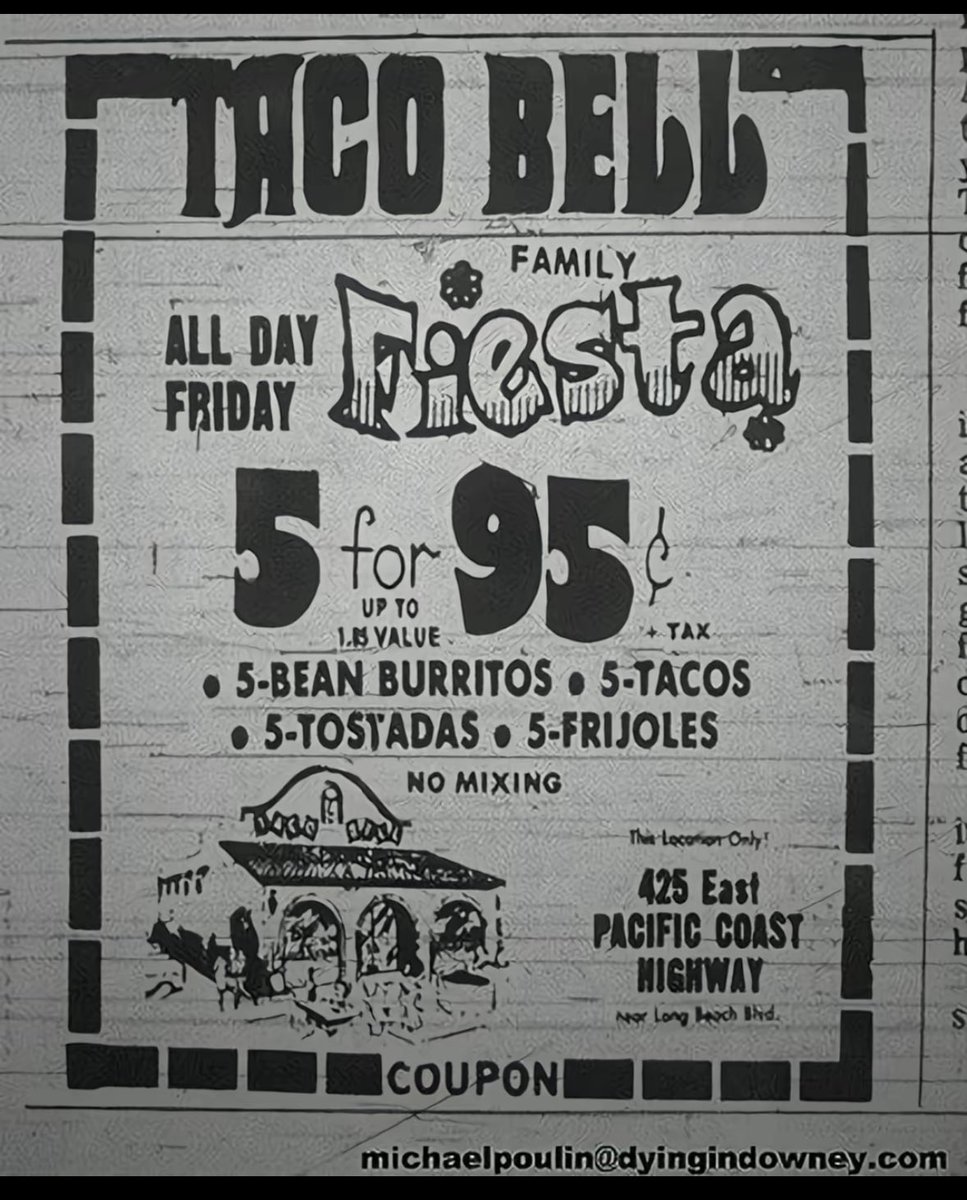 TACO BELL
FAMILY
Fiesta
ALL DAY
FRIDAY
5 for 95¢
UP TO
VALUE
+ TAX
• 5-BEAN BURRITOS • 5-TACOS
• 5-TOSTADAS • 5-FRIJOLES
NO MIXING
TACO BELL
This Location Only!
425 East
PACIFIC COAST
HIGHWAY
near Long Beach Blvd.
COUPON
michaelpoulin@dyingindowney.com